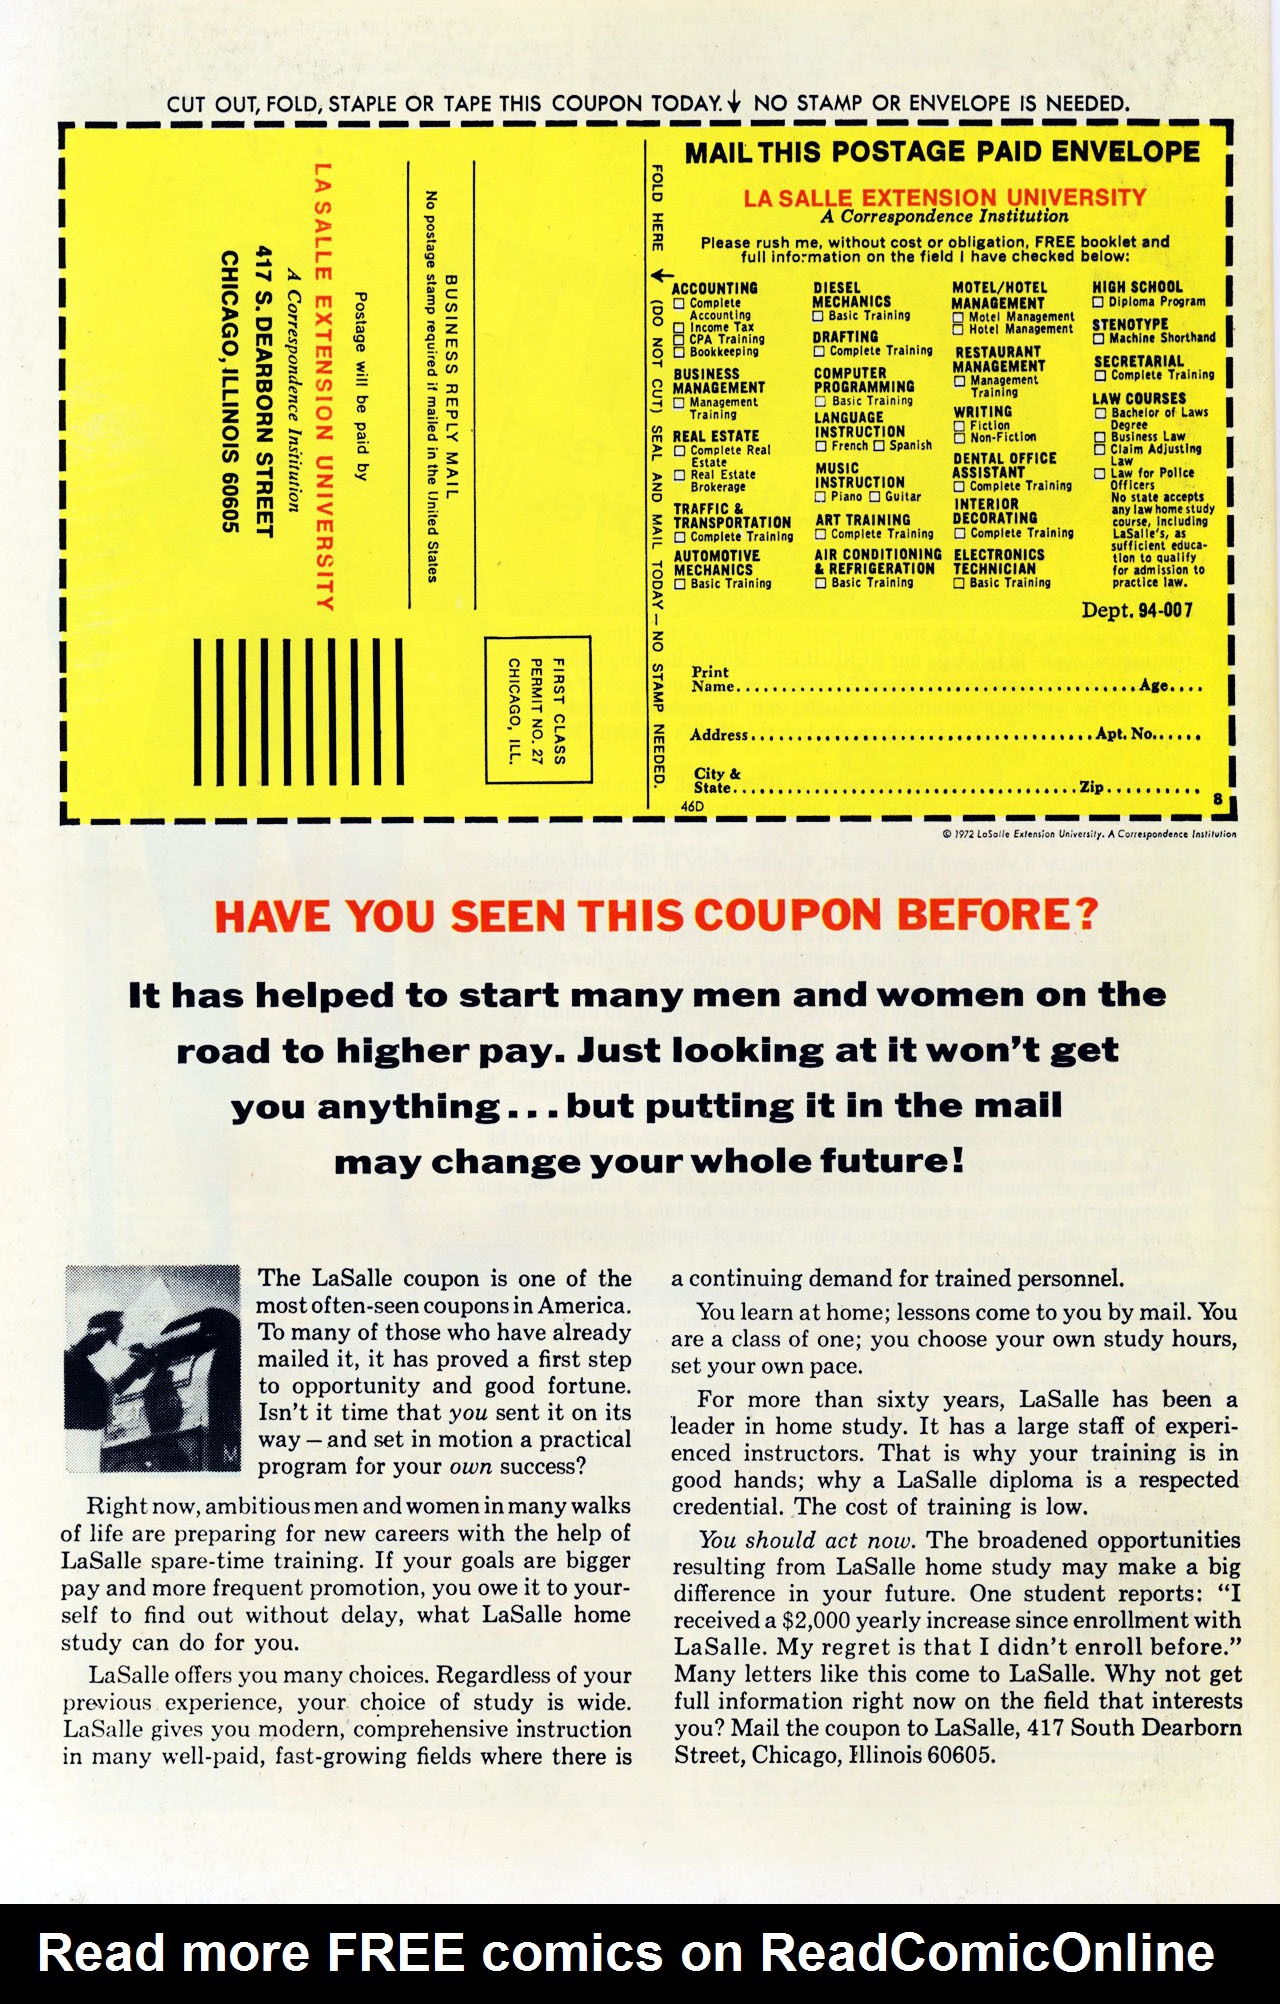 CUT OUT, FOLD, STAPLE OR TAPE THIS COUPON TODAY. ↓ NO STAMP OR ENVELOPE IS NEEDED.
BUSINESS REPLY MAIL
No postage stamp required if mailed in the United States
Postage will be paid by
LA SALLE EXTENSION UNIVERSITY
A Correspondence Institution
417 S. DEARBORN STREET
CHICAGO, ILLINOIS 60605
FIRST CLASS
PERMIT NO. 27
CHICAGO, ILL.
FOLD HERE ↓ (DO NOT CUT) SEAL AND MAIL TODAY — NO STAMP NEEDED.
MAIL THIS POSTAGE PAID ENVELOPE
LA SALLE EXTENSION UNIVERSITY
A Correspondence Institution
Please rush me, without cost or obligation, FREE booklet and
full information on the field I have checked below:
ACCOUNTING
☐ Complete
Accounting
☐ Income Tax
☐ CPA Training
☐ Bookkeeping
BUSINESS
MANAGEMENT
☐ Management
Training
REAL ESTATE
☐ Complete Real
Estate
☐ Real Estate
Brokerage
TRAFFIC &
TRANSPORTATION
☐ Complete Training
AUTOMOTIVE
MECHANICS
☐ Basic Training
DIESEL
MECHANICS
☐ Basic Training
DRAFTING
☐ Complete Training
COMPUTER
PROGRAMMING
☐ Basic Training
LANGUAGE
INSTRUCTION
☐ French ☐ Spanish
MUSIC
INSTRUCTION
☐ Piano ☐ Guitar
ART TRAINING
☐ Complete Training
AIR CONDITIONING
& REFRIGERATION
☐ Basic Training
MOTEL/HOTEL
MANAGEMENT
☐ Motel Management
☐ Hotel Management
RESTAURANT
MANAGEMENT
☐ Management
Training
WRITING
☐ Fiction
☐ Non-Fiction
DENTAL OFFICE
ASSISTANT
☐ Complete Training
INTERIOR
DECORATING
☐ Complete Training
ELECTRONICS
TECHNICIAN
☐ Basic Training
HIGH SCHOOL
☐ Diploma Program
STENOTYPE
☐ Machine Shorthand
SECRETARIAL
☐ Complete Training
LAW COURSES
☐ Bachelor of Laws
Degree
☐ Business Law
☐ Claim Adjusting
Law
☐ Law for Police
Officers
No state accepts
any law home study
course, including
LaSalle's, as
sufficient educa-
tion to qualify
for admission to
practice law.
Dept. 94-007
Print
Name........................................Age....
Address........................................Apt. No......
City &
State........................................Zip..........
46D
8
© 1972 LaSalle Extension University. A Correspondence Institution
HAVE YOU SEEN THIS COUPON BEFORE?
It has helped to start many men and women on the
road to higher pay. Just looking at it won't get
you anything...but putting it in the mail
may change your whole future!
The LaSalle coupon is one of the
most often-seen coupons in America.
To many of those who have already
mailed it, it has proved a first step
to opportunity and good fortune.
Isn't it time that you sent it on its
way — and set in motion a practical
program for your own success?
Right now, ambitious men and women in many walks
of life are preparing for new careers with the help of
LaSalle spare-time training. If your goals are bigger
pay and more frequent promotion, you owe it to your-
self to find out without delay, what LaSalle home
study can do for you.
LaSalle offers you many choices. Regardless of your
previous experience, your choice of study is wide.
LaSalle gives you modern, comprehensive instruction
in many well-paid, fast-growing fields where there is
a continuing demand for trained personnel.
You learn at home; lessons come to you by mail. You
are a class of one; you choose your own study hours,
set your own pace.
For more than sixty years, LaSalle has been a
leader in home study. It has a large staff of experi-
enced instructors. That is why your training is in
good hands; why a LaSalle diploma is a respected
credential. The cost of training is low.
You should act now. The broadened opportunities
resulting from LaSalle home study may make a big
difference in your future. One student reports: "I
received a $2,000 yearly increase since enrollment with
LaSalle. My regret is that I didn't enroll before."
Many letters like this come to LaSalle. Why not get
full information right now on the field that interests
you? Mail the coupon to LaSalle, 417 South Dearborn
Street, Chicago, Illinois 60605.
Read more FREE comics on ReadComicOnline